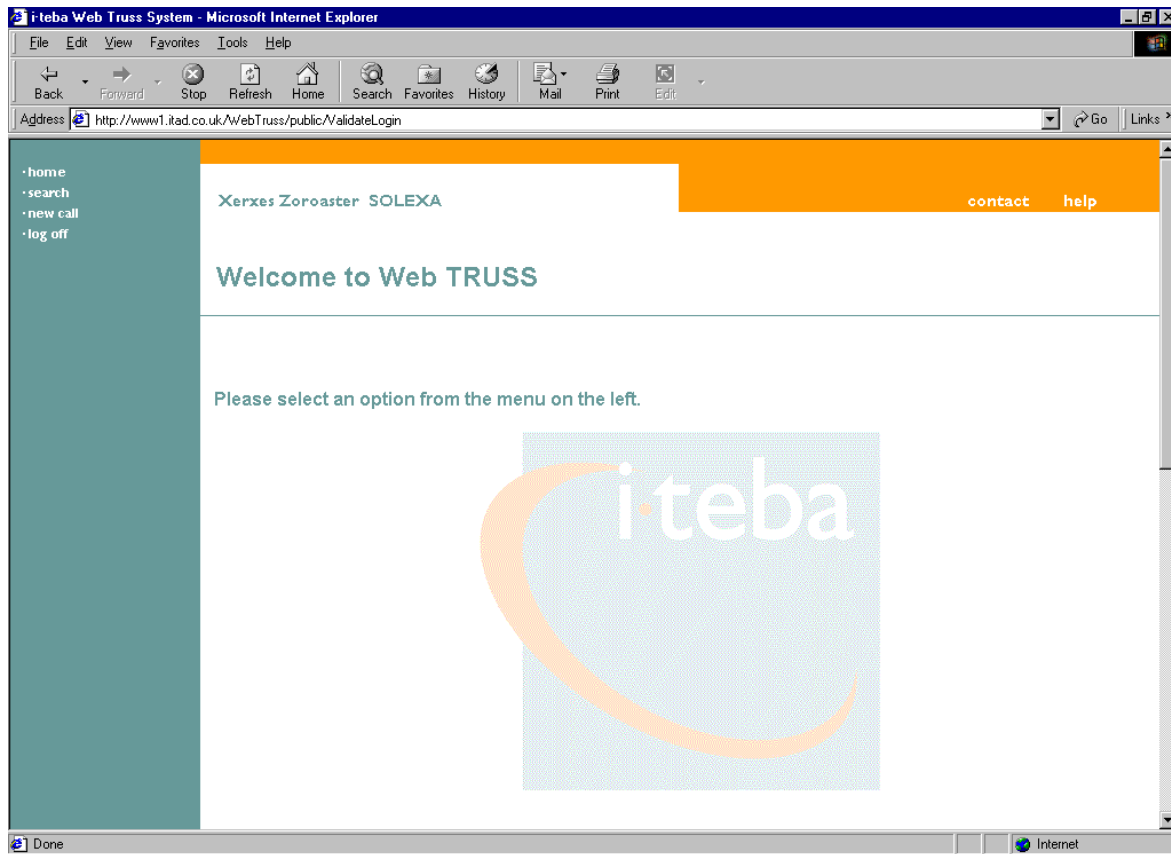 i-teba Web Truss System - Microsoft Internet Explorer
File Edit View Favorites Tools Help
Back Forward Stop Refresh Home Search Favorites History Mail Print Edit
Address http://www1.itad.co.uk/WebTruss/public/ValidateLogin Go Links »
·home
·search
·new call
·log off
Xerxes Zoroaster SOLEXA
contact help
Welcome to Web TRUSS
Please select an option from the menu on the left.
i·teba
Done Internet